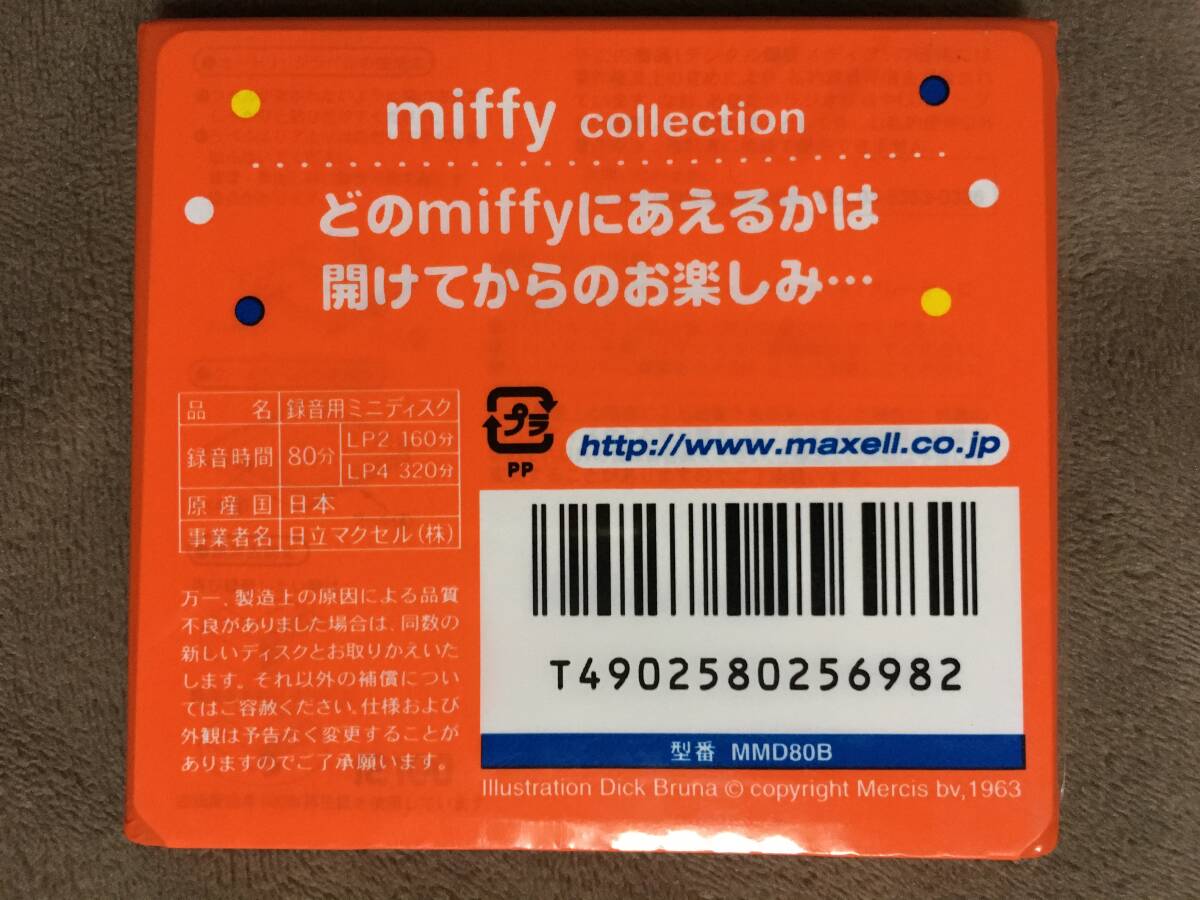 miffy collection
どのmiffyにあえるかは
開けてからのお楽しみ…
品名 録音用ミニディスク
録音時間 80分 LP2 160分
LP4 320分
原産国 日本
事業者名 日立マクセル(株)
プラ
PP
http://www.maxell.co.jp
万一、製造上の原因による品質
不良がありました場合は、同数の
新しいディスクとお取りかえいた
します。それ以外の補償につい
てはご容赦ください。仕様および
外観は予告なく変更することが
ありますのでご了承願います。
T4902580256982
型番 MMD80B
Illustration Dick Bruna © copyright Mercis bv,1963